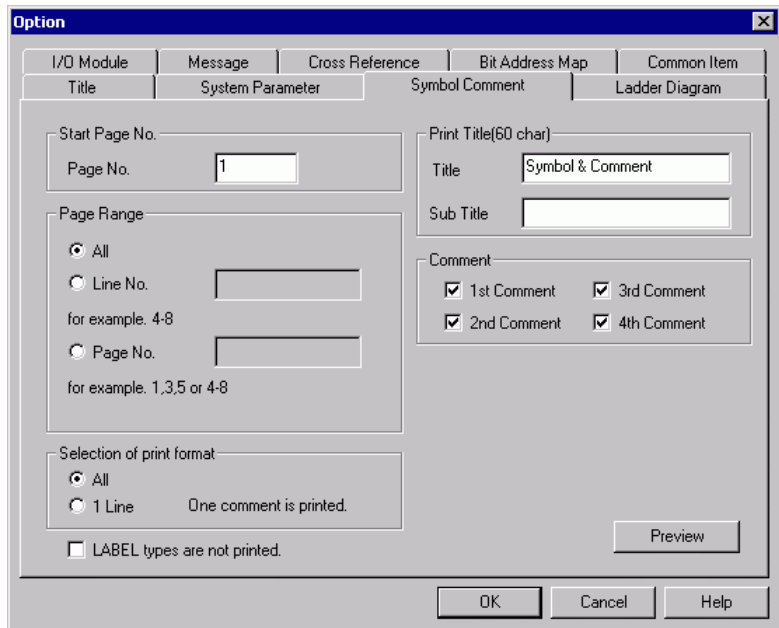 Option
I/O Module Message Cross Reference Bit Address Map Common Item
Title System Parameter Symbol Comment Ladder Diagram
Start Page No.
Page No. 1
Page Range
All
Line No.
for example. 4-8
Page No.
for example. 1,3,5 or 4-8
Selection of print format
All
1 Line One comment is printed.
LABEL types are not printed.
Print Title(60 char)
Title Symbol & Comment
Sub Title
Comment
1st Comment 3rd Comment
2nd Comment 4th Comment
Preview
OK Cancel Help